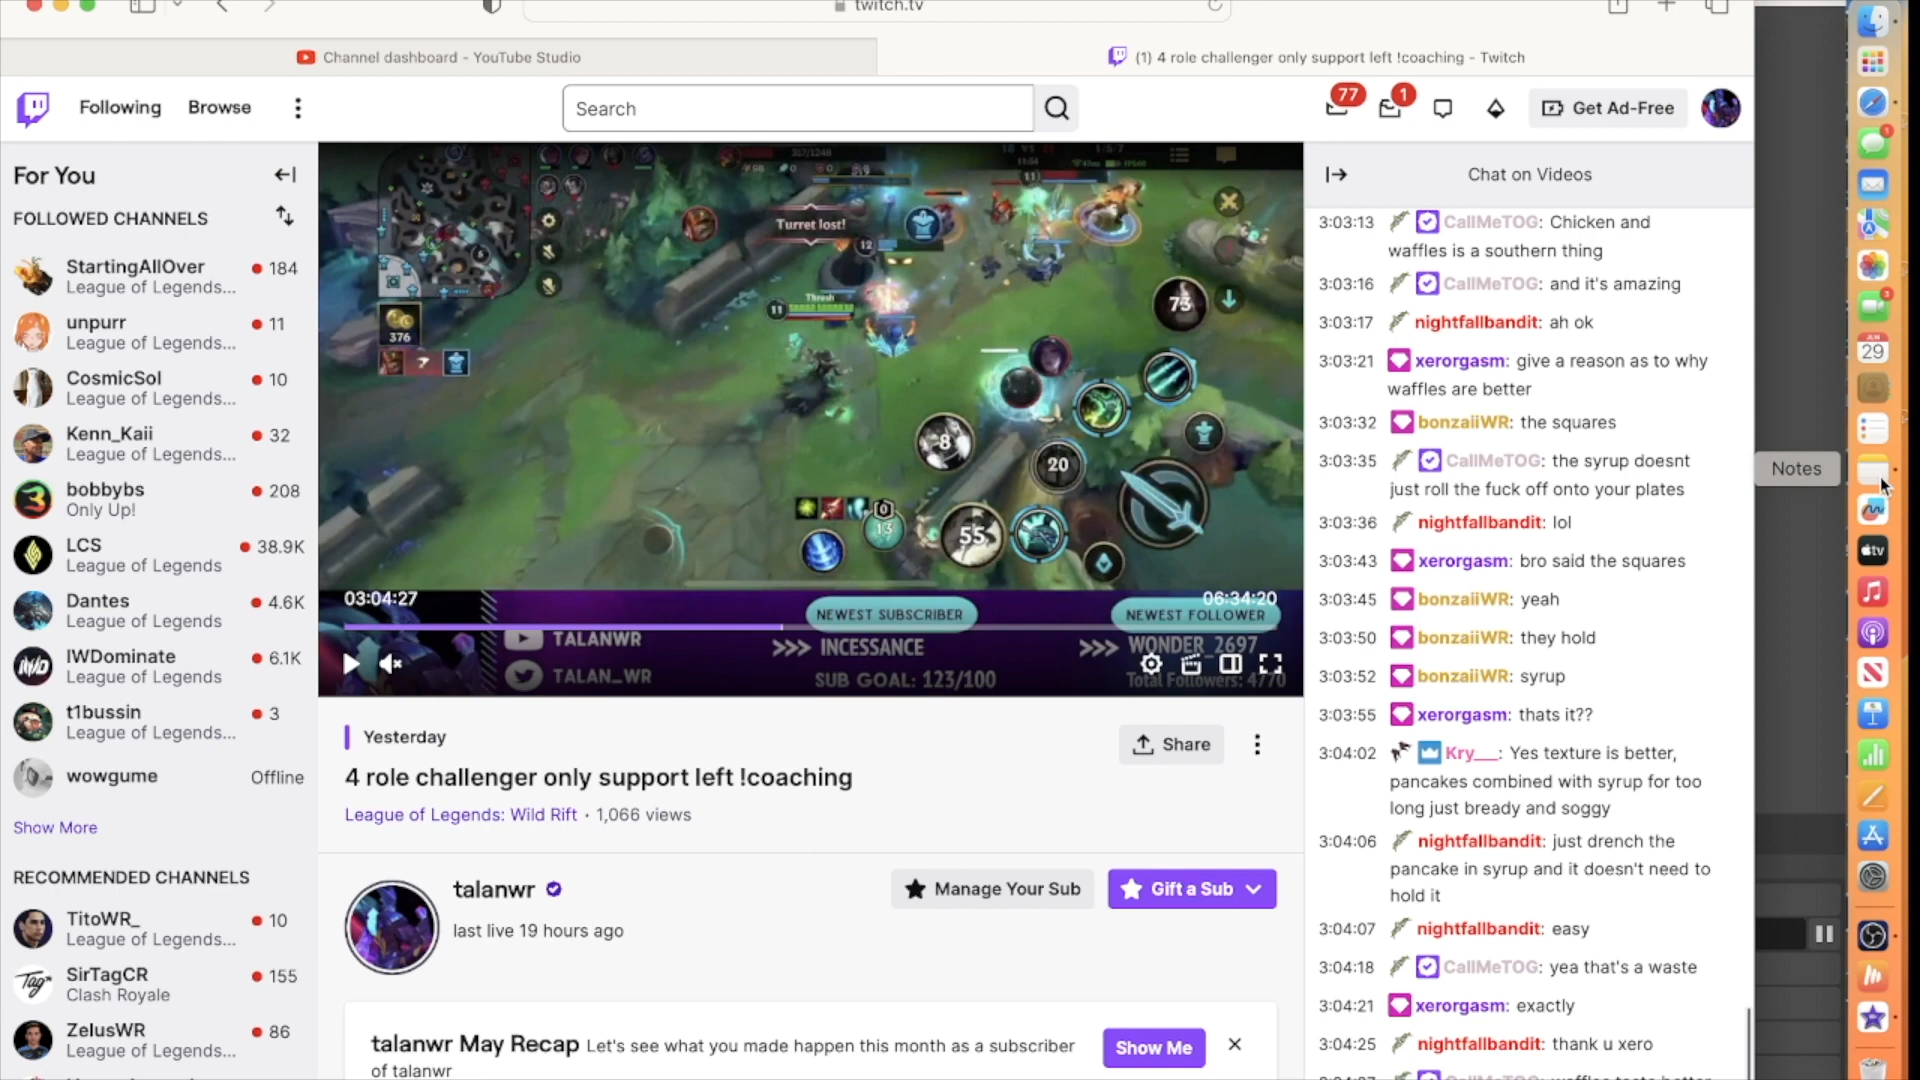 twitch.tv
Channel dashboard - YouTube Studio
(1) 4 role challenger only support left !coaching - Twitch
Following
Browse
Search
77
1
Get Ad-Free
For You
FOLLOWED CHANNELS
StartingAllOver
184
League of Legends...
unpurr
11
League of Legends...
CosmicSol
10
League of Legends...
Kenn_Kaii
32
League of Legends...
bobbybs
208
Only Up!
LCS
38.9K
League of Legends
Dantes
4.6K
League of Legends
IWDominate
6.1K
League of Legends
t1bussin
3
League of Legends...
wowgume
Offline
Show More
RECOMMENDED CHANNELS
TitoWR_
10
League of Legends...
SirTagCR
155
Clash Royale
ZelusWR
86
League of Legends...
Turret lost!
12
11
11
Thresh
376
73
8
20
13
55
03:04:27
06:34:20
NEWEST SUBSCRIBER
NEWEST FOLLOWER
TALANWR
>>> INCESSANCE
>>> WONDER_2697
TALAN_WR
SUB GOAL: 123/100
Total Followers: 4770
Yesterday
Share
4 role challenger only support left !coaching
League of Legends: Wild Rift • 1,066 views
talanwr
last live 19 hours ago
Manage Your Sub
Gift a Sub
talanwr May Recap Let's see what you made happen this month as a subscriber
of talanwr
Show Me
Chat on Videos
3:03:13 CallMeTOG: Chicken and
waffles is a southern thing
3:03:16 CallMeTOG: and it's amazing
3:03:17 nightfallbandit: ah ok
3:03:21 xerorgasm: give a reason as to why
waffles are better
3:03:32 bonzaiiWR: the squares
3:03:35 CallMeTOG: the syrup doesnt
just roll the fuck off onto your plates
3:03:36 nightfallbandit: lol
3:03:43 xerorgasm: bro said the squares
3:03:45 bonzaiiWR: yeah
3:03:50 bonzaiiWR: they hold
3:03:52 bonzaiiWR: syrup
3:03:55 xerorgasm: thats it??
3:04:02 Kry___: Yes texture is better,
pancakes combined with syrup for too
long just bready and soggy
3:04:06 nightfallbandit: just drench the
pancake in syrup and it doesn't need to
hold it
3:04:07 nightfallbandit: easy
3:04:18 CallMeTOG: yea that's a waste
3:04:21 xerorgasm: exactly
3:04:25 nightfallbandit: thank u xero
Notes
1
3
JUN
29
tv